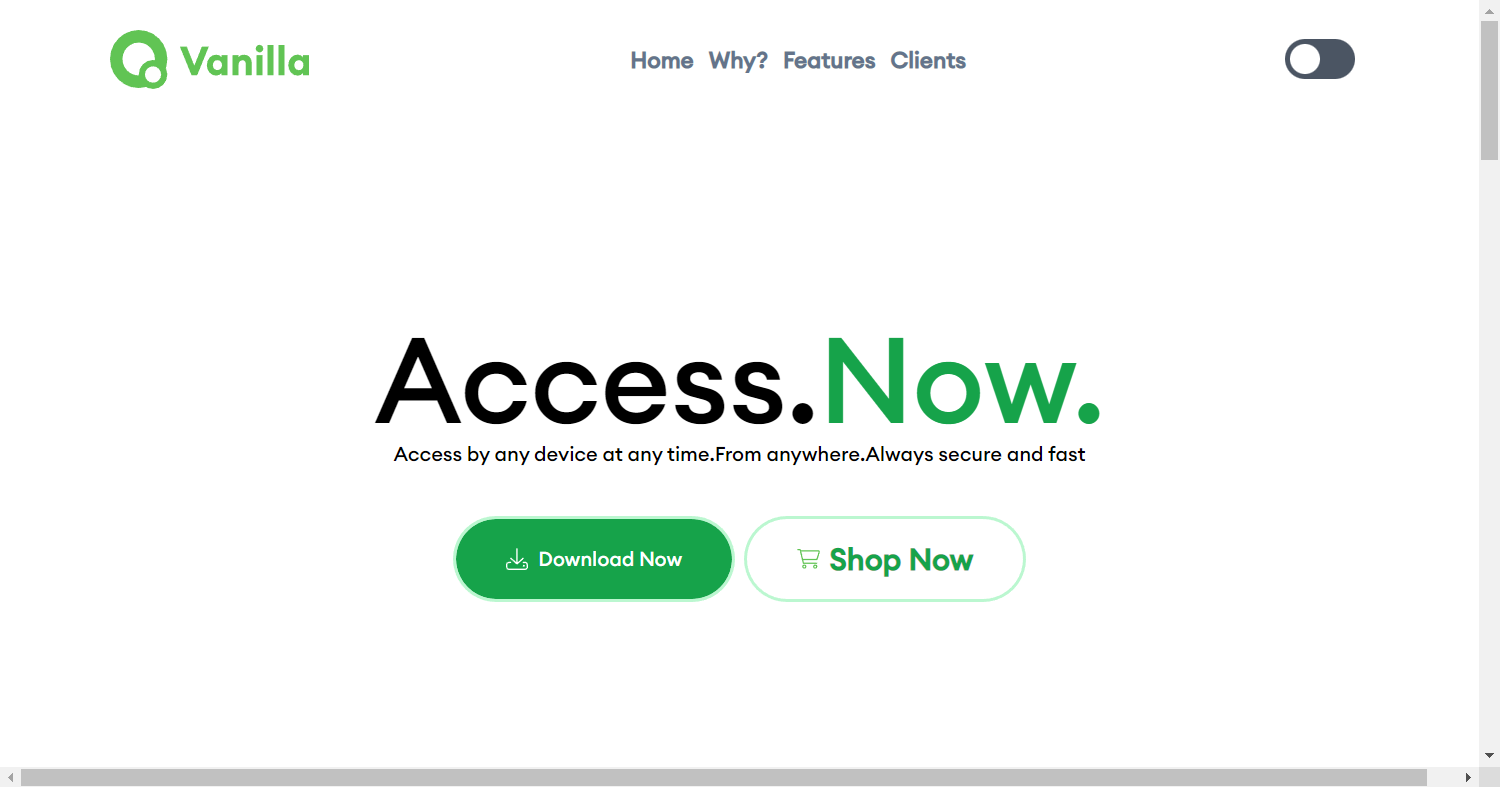 Vanilla
Home Why? Features Clients
Access.Now.
Access by any device at any time.From anywhere.Always secure and fast
Download Now
Shop Now